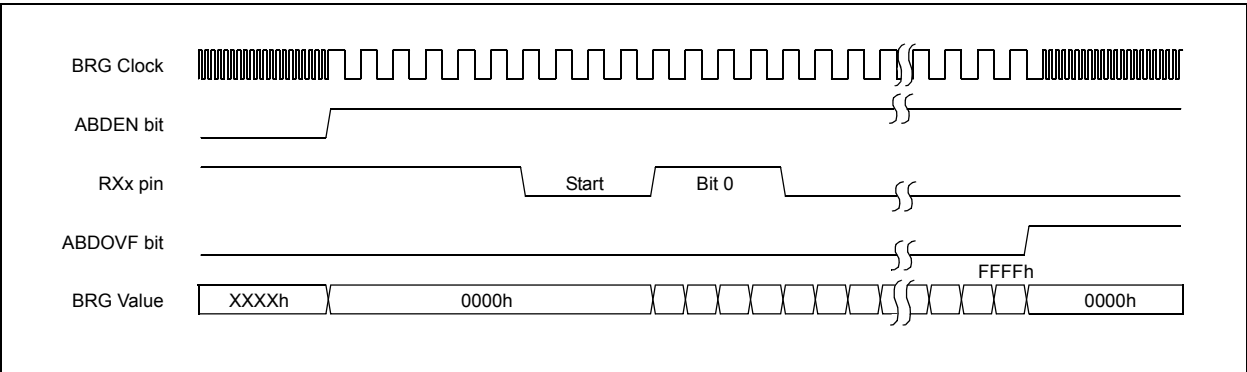 BRG Clock
ABDEN bit
RXx pin
Start
Bit 0
ABDOVF bit
FFFFh
BRG Value
XXXXh
0000h
0000h